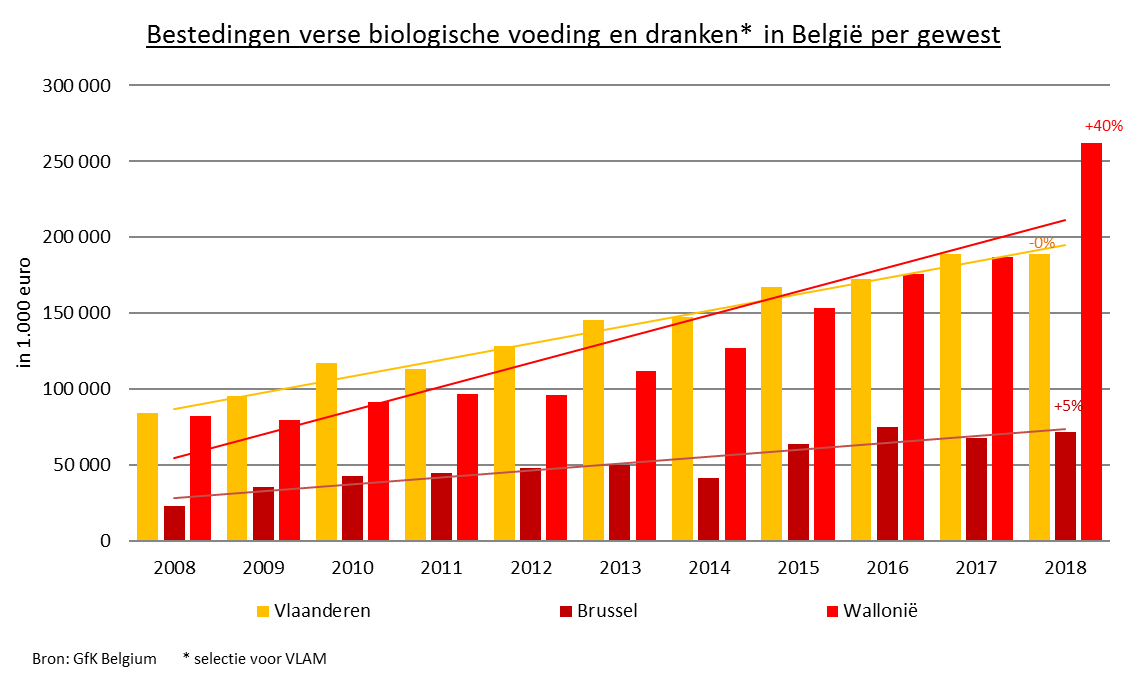 Bestedingen verse biologische voeding en dranken* in België per gewest
in 1.000 euro
300 000
250 000
200 000
150 000
100 000
50 000
0
+40%
-0%
+5%
2008 2009 2010 2011 2012 2013 2014 2015 2016 2017 2018
Vlaanderen Brussel Wallonië
Bron: GfK Belgium * selectie voor VLAM